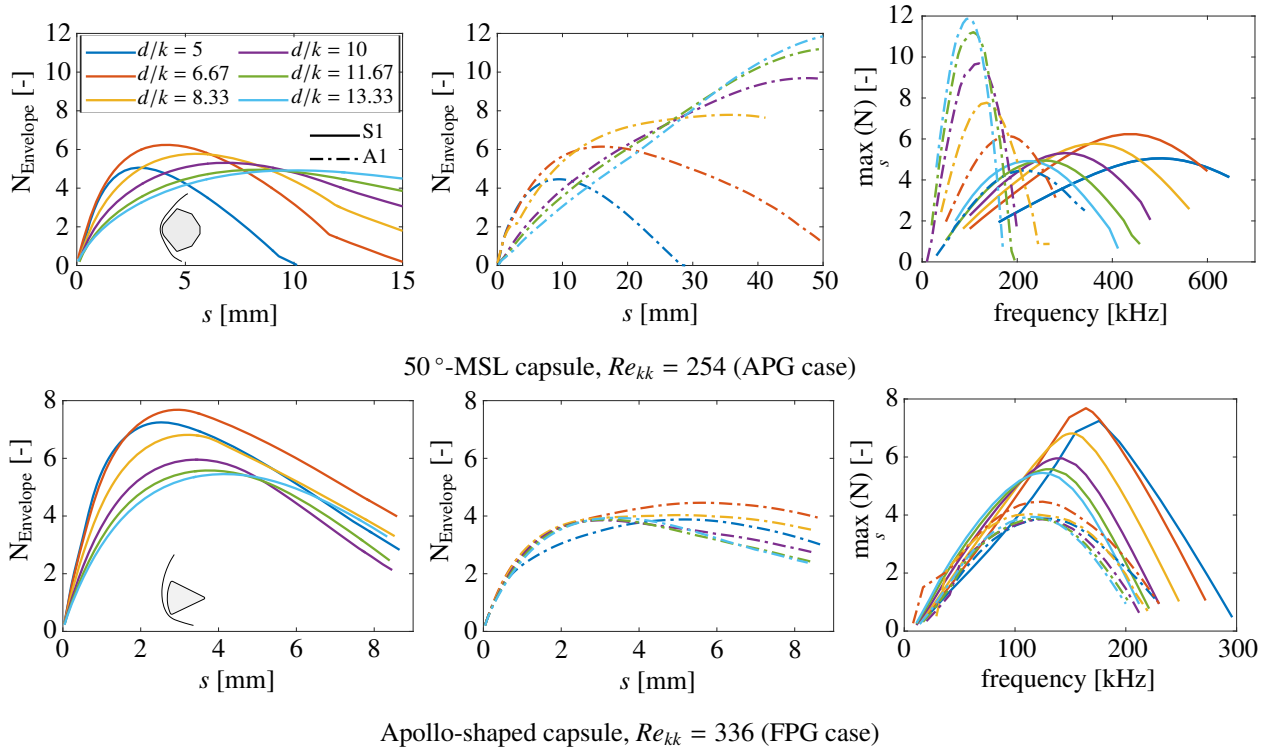 12
10
8
6
4
2
0
N_Envelope [-]
d/k = 5
d/k = 6.67
d/k = 8.33
d/k = 10
d/k = 11.67
d/k = 13.33
S1
A1
0 5 10 15
s [mm]
12
10
8
6
4
2
0
N_Envelope [-]
0 10 20 30 40 50
s [mm]
12
10
8
6
4
2
0
max (N) [-]
s
0 200 400 600
frequency [kHz]
50°-MSL capsule, Re_kk = 254 (APG case)
8
6
4
2
0
N_Envelope [-]
0 2 4 6 8
s [mm]
8
6
4
2
0
N_Envelope [-]
0 2 4 6 8
s [mm]
8
6
4
2
0
max (N) [-]
s
0 100 200 300
frequency [kHz]
Apollo-shaped capsule, Re_kk = 336 (FPG case)